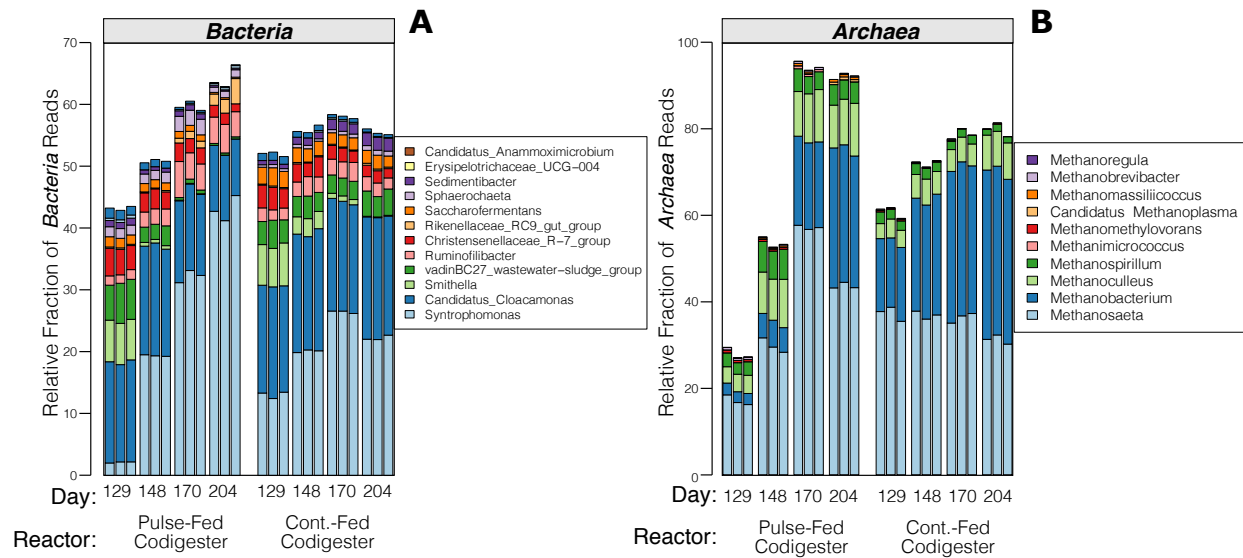 A
Bacteria
Relative Fraction of Bacteria Reads
70
60
50
40
30
20
10
0
Candidatus_Anammoximicrobium
Erysipelotrichaceae_UCG−004
Sedimentibacter
Sphaerochaeta
Saccharofermentans
Rikenellaceae_RC9_gut_group
Christensenellaceae_R−7_group
Ruminofilibacter
vadinBC27_wastewater−sludge_group
Smithella
Candidatus_Cloacamonas
Syntrophomonas
Day: 129 148 170 204 129 148 170 204
Reactor: Pulse-Fed Codigester Cont.-Fed Codigester
B
Archaea
Relative Fraction of Archaea Reads
100
80
60
40
20
0
Methanoregula
Methanobrevibacter
Methanomassiliicoccus
Candidatus Methanoplasma
Methanomethylovorans
Methanimicrococcus
Methanospirillum
Methanoculleus
Methanobacterium
Methanosaeta
Day: 129 148 170 204 129 148 170 204
Reactor: Pulse-Fed Codigester Cont.-Fed Codigester